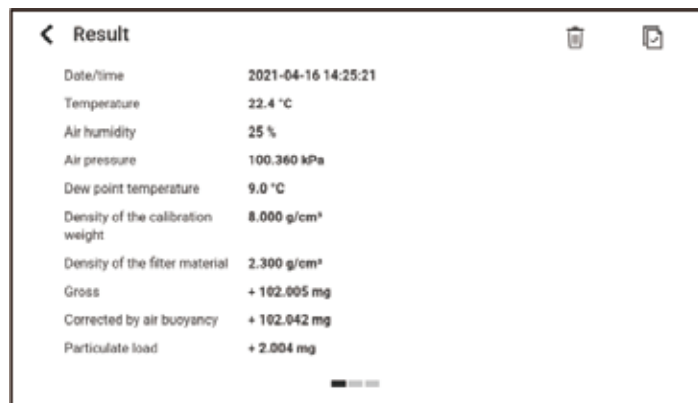 Result
Date/time 2021-04-16 14:25:21
Temperature 22.4 °C
Air humidity 25 %
Air pressure 100.360 kPa
Dew point temperature 9.0 °C
Density of the calibration 8.000 g/cm³
weight
Density of the filter material 2.300 g/cm³
Gross + 102.005 mg
Corrected by air buoyancy + 102.042 mg
Particulate load + 2.004 mg